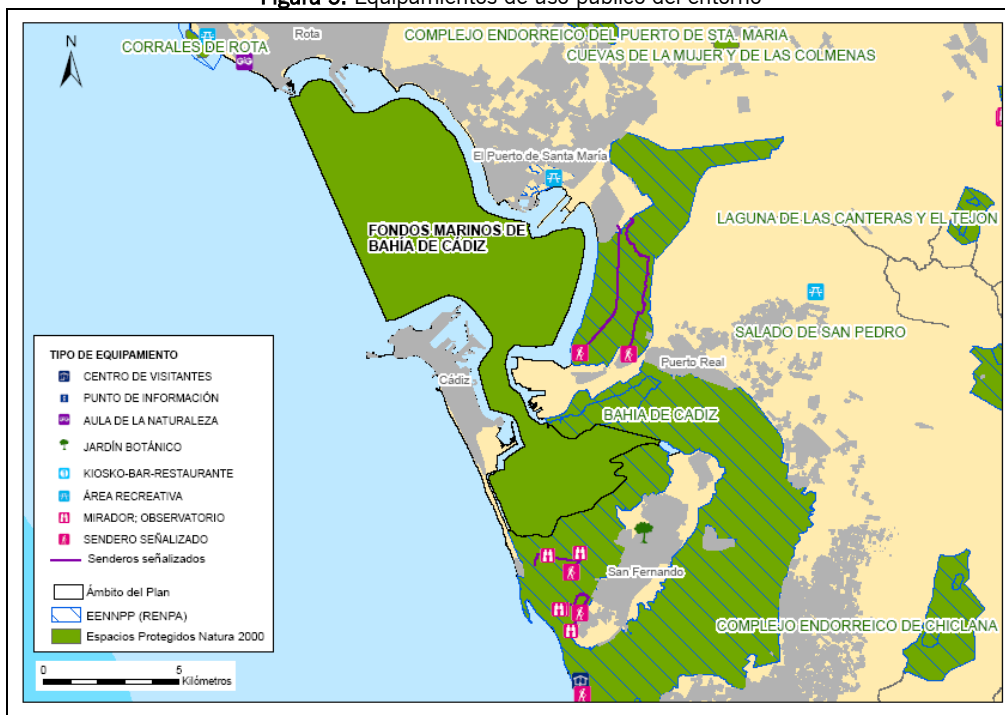 Figura 5. Equipamientos de uso público del entorno
N
CORRALES DE ROTA
Rota
COMPLEJO ENDORREICO DEL PUERTO DE STA. MARIA
CUEVAS DE LA MUJER Y DE LAS COLMENAS
El Puerto de Santa María
LAGUNA DE LAS CANTERAS Y EL TEJON
FONDOS MARINOS DE
BAHÍA DE CÁDIZ
SALADO DE SAN PEDRO
Puerto Real
Cádiz
BAHIA DE CADIZ
San Fernando
COMPLEJO ENDORREICO DE CHICLANA
TIPO DE EQUIPAMIENTO
CENTRO DE VISITANTES
PUNTO DE INFORMACIÓN
AULA DE LA NATURALEZA
JARDÍN BOTÁNICO
KIOSKO-BAR-RESTAURANTE
ÁREA RECREATIVA
MIRADOR; OBSERVATORIO
SENDERO SEÑALIZADO
Senderos señalizados
Ámbito del Plan
EENNPP (RENPA)
Espacios Protegidos Natura 2000
0 5
Kilómetros